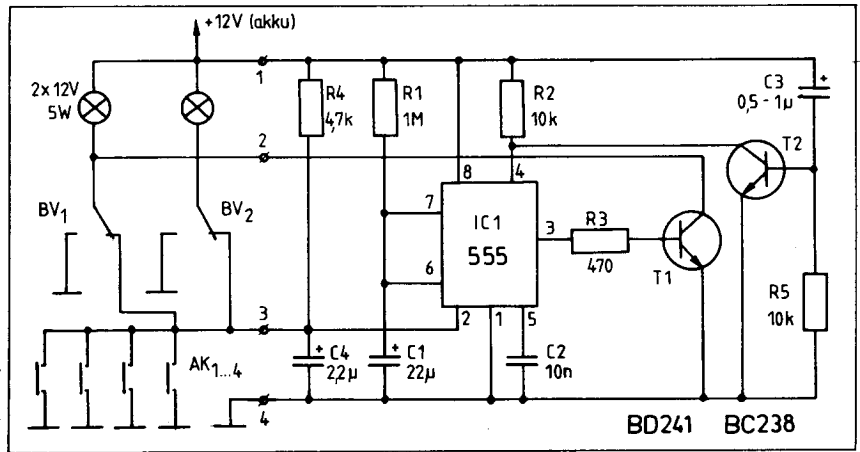 +12V (akku)
1
2x12V
5W
R4
4,7k
R1
1M
R2
10k
C3
+
0,5-1µ
2
T2
8
4
BV1
BV2
7
IC1
555
3
R3
470
T1
6
R5
10k
3
2
1
5
AK1...4
+
C4
2,2µ
+
C1
22µ
C2
10n
4
BD241
BC238